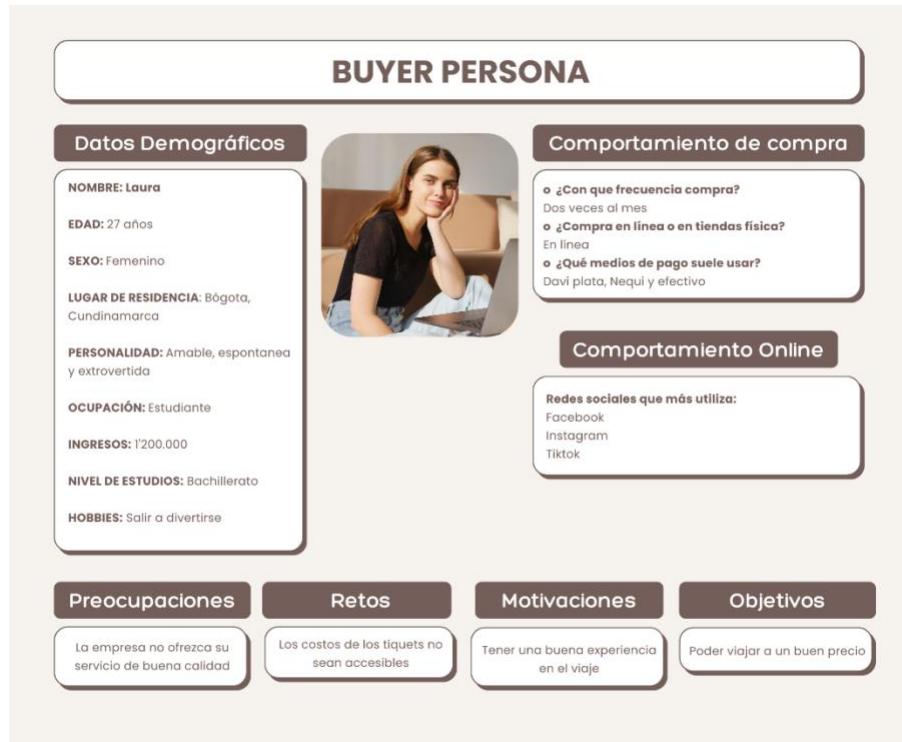 BUYER PERSONA
Datos Demográficos
NOMBRE: Laura
EDAD: 27 años
SEXO: Femenino
LUGAR DE RESIDENCIA: Bógota,
Cundinamarca
PERSONALIDAD: Amable, espontanea
y extrovertida
OCUPACIÓN: Estudiante
INGRESOS: 1'200.000
NIVEL DE ESTUDIOS: Bachillerato
HOBBIES: Salir a divertirse
Comportamiento de compra
o ¿Con que frecuencia compra?
Dos veces al mes
o ¿Compra en línea o en tiendas física?
En línea
o ¿Qué medios de pago suele usar?
Davi plata, Nequi y efectivo
Comportamiento Online
Redes sociales que más utiliza:
Facebook
Instagram
Tiktok
Preocupaciones
La empresa no ofrezca su
servicio de buena calidad
Retos
Los costos de los tiquets no
sean accesibles
Motivaciones
Tener una buena experiencia
en el viaje
Objetivos
Poder viajar a un buen precio